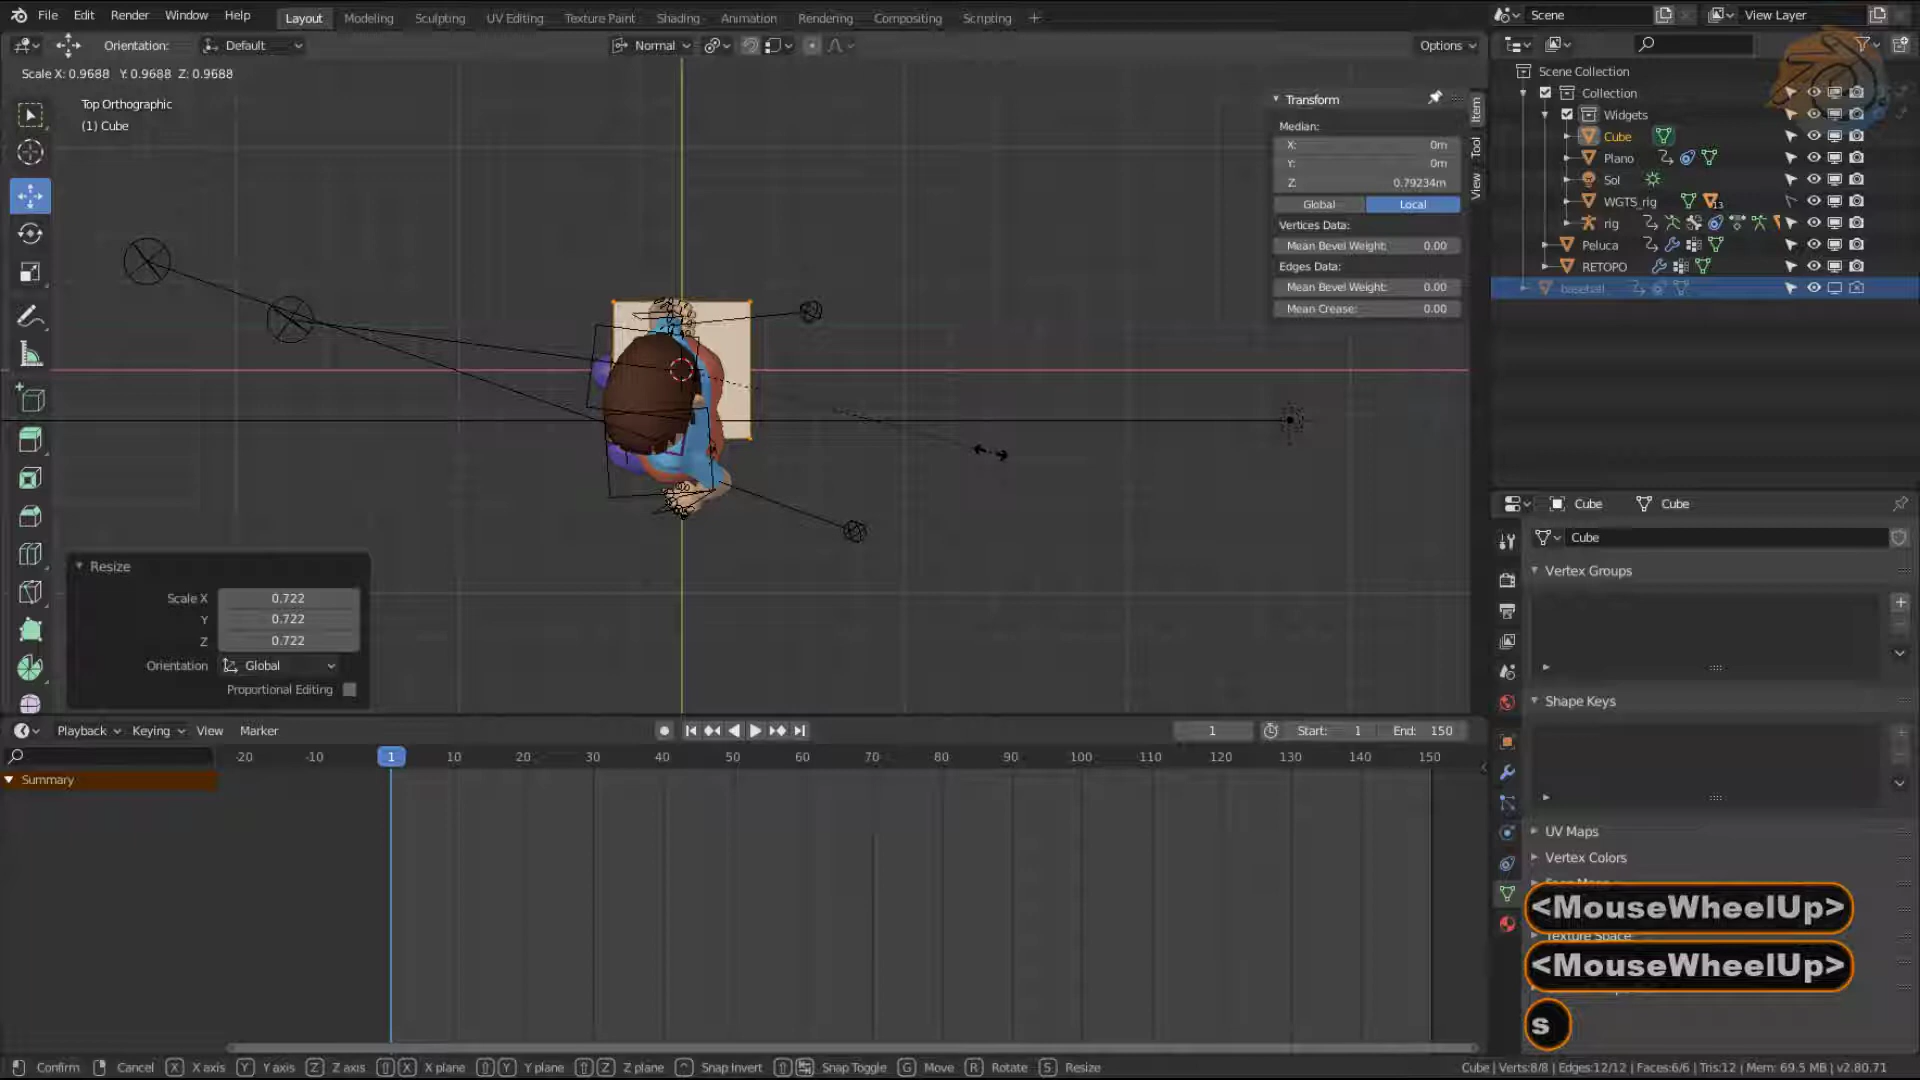 File Edit Render Window Help Layout Modeling Sculpting UV Editing Texture Paint Shading Animation Rendering Compositing Scripting + Scene View Layer
Orientation: Default Normal Options
Scale X: 0.9688 Y: 0.9688 Z: 0.9688
Top Orthographic
(1) Cube
Transform
Median:
X: 0m
Y: 0m
Z: 0.79234m
Global Local
Vertices Data:
Mean Bevel Weight: 0.00
Edges Data:
Mean Bevel Weight: 0.00
Mean Crease: 0.00
Item
Tool
View
Scene Collection
Collection
Widgets
Cube
Plano
Sol
WGTS_rig 13
rig
Peluca
RETOPO
baseball
Resize
Scale X 0.722
Y 0.722
Z 0.722
Orientation Global
Proportional Editing
Cube Cube
Cube
Vertex Groups
Shape Keys
UV Maps
Vertex Colors
Texture Space
<MouseWheelUp>
<MouseWheelUp>
s
Playback Keying View Marker 1 Start: 1 End: 150
-20 -10 1 10 20 30 40 50 60 70 80 90 100 110 120 130 140 150
Summary
Confirm Cancel X X axis Y Y axis Z Z axis X X plane Y Y plane Z Z plane Snap Invert Snap Toggle G Move R Rotate S Resize
Cube | Verts:8/8 | Edges:12/12 | Faces:6/6 | Tris:12 | Mem: 69.5 MB | v2.80.71